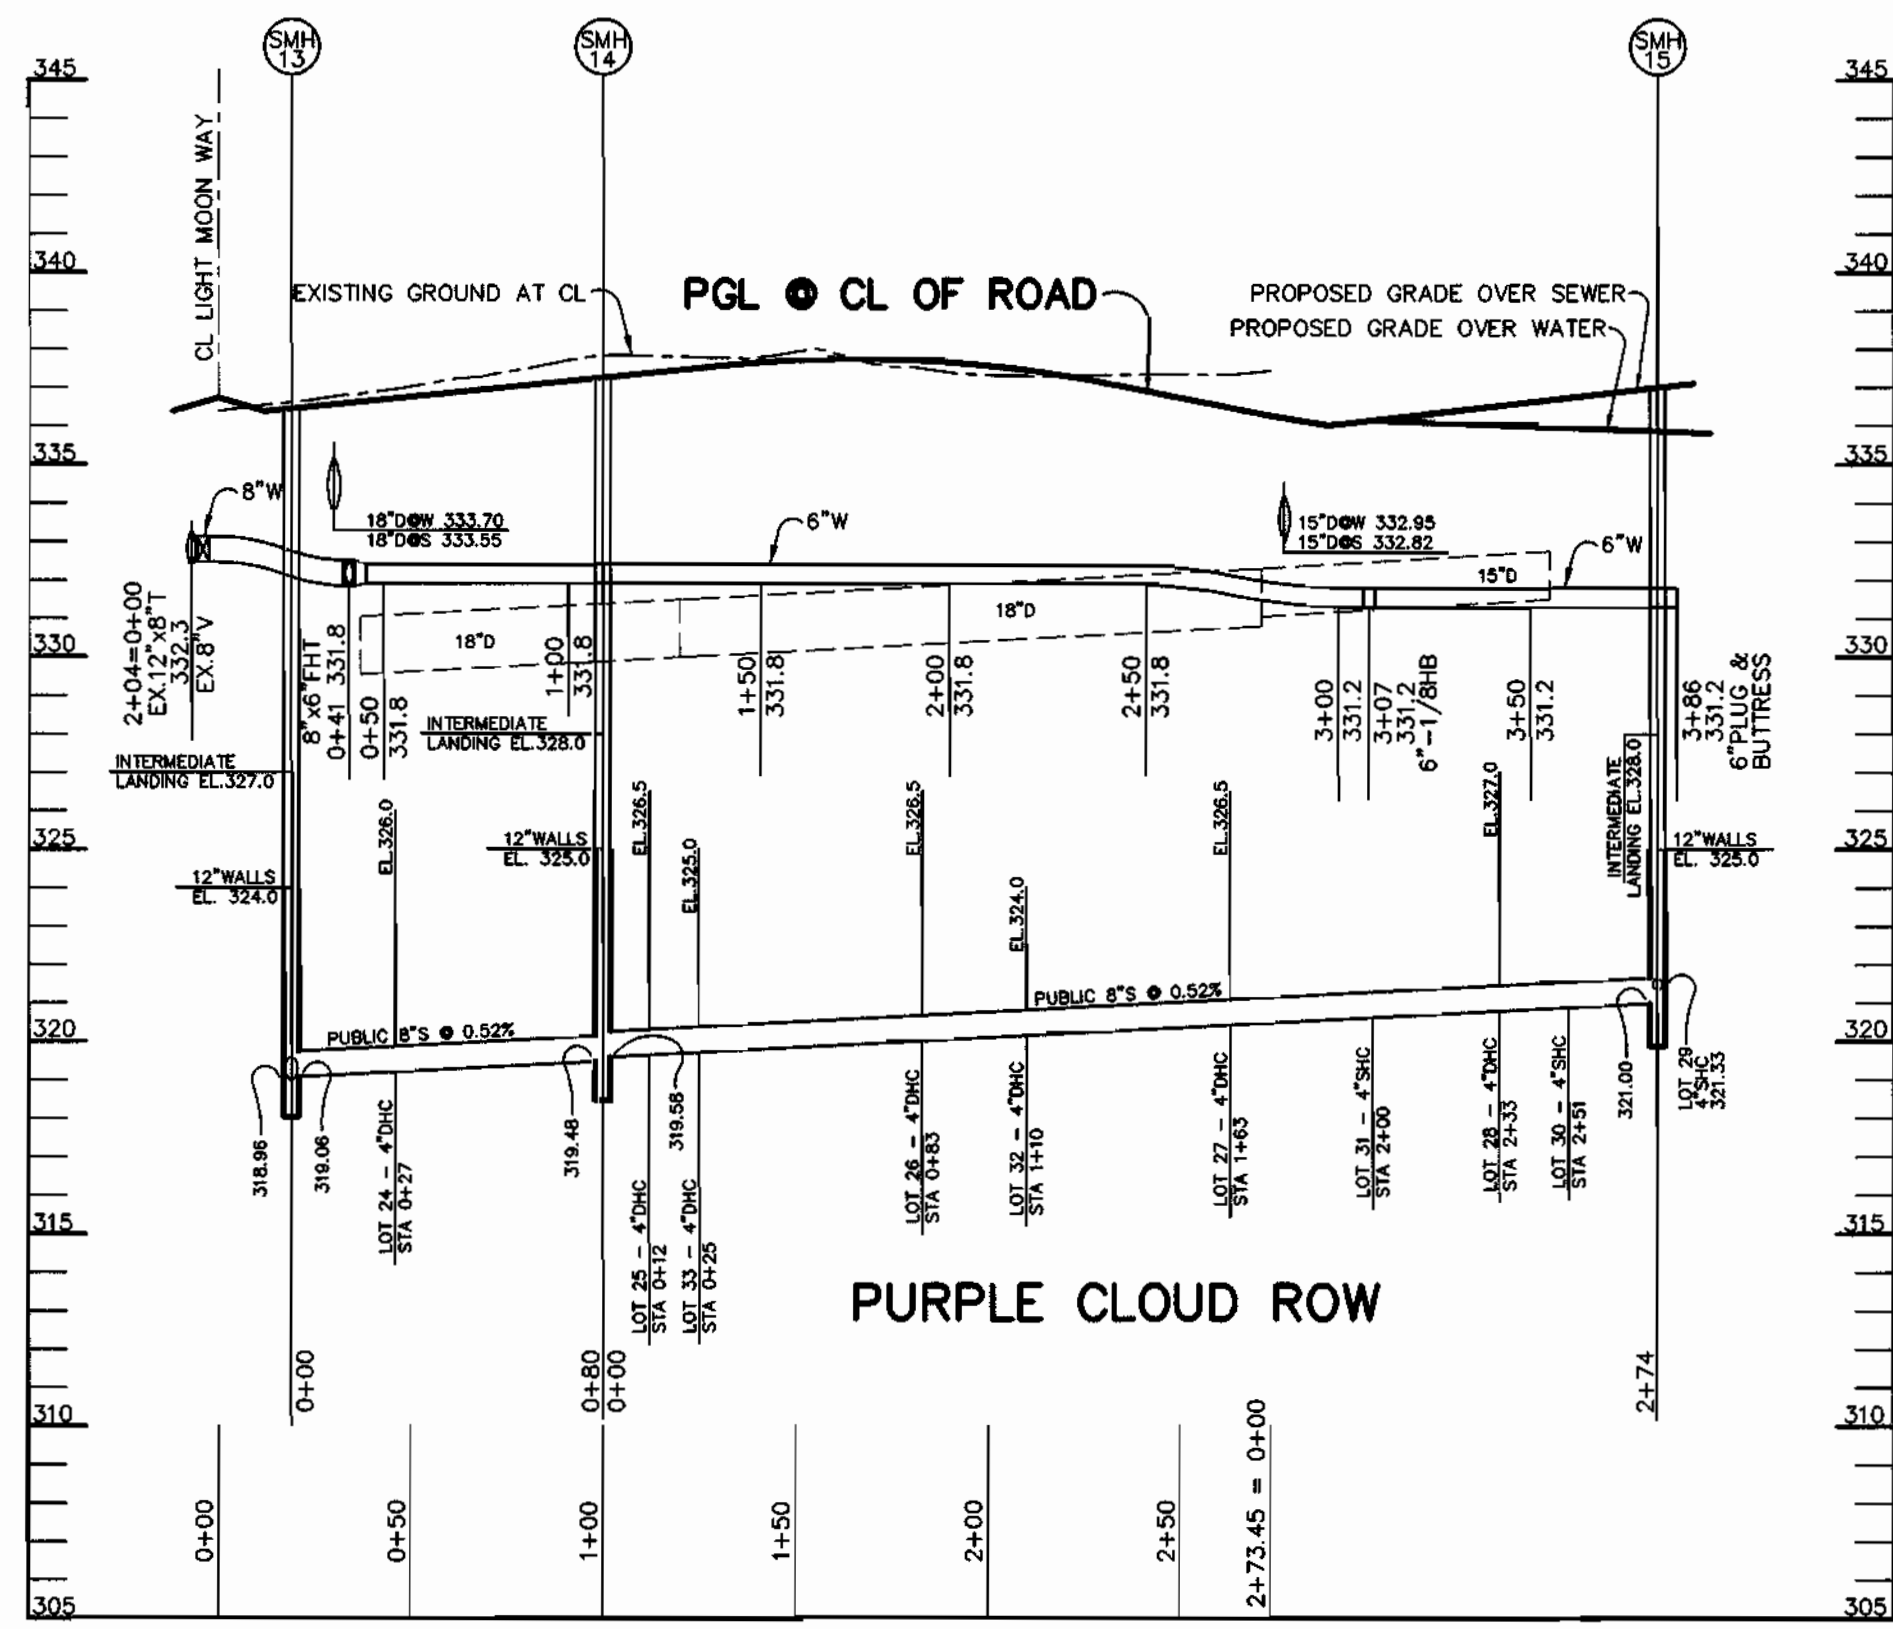 SMH
13
SMH
14
SMH
15
345
345
340
340
335
335
330
330
325
325
320
320
315
315
310
310
305
305
CL LIGHT MOON WAY
EXISTING GROUND AT CL
PGL @ CL OF ROAD
PROPOSED GRADE OVER SEWER
PROPOSED GRADE OVER WATER
8"W
18"D@W 333.70
18"D@S 333.55
6"W
15"D@W 332.95
15"D@S 332.82
6"W
15"D
18"D
18"D
2+04=0+00
EX.12"x8"T
332.3
EX.8"V
8"x6"FHT
0+41 331.8
0+50
331.8
1+00
331.8
1+50
331.8
2+00
331.8
2+50
331.8
3+00
331.2
3+07
331.2
6"-1/8HB
3+50
331.2
3+86
331.2
6"PLUG &
BUTTRESS
INTERMEDIATE
LANDING EL.327.0
INTERMEDIATE
LANDING EL.328.0
INTERMEDIATE
LANDING EL.328.0
12"WALLS
EL. 324.0
12"WALLS
EL. 325.0
12"WALLS
EL. 325.0
EL.326.0
EL.326.5
EL.325.0
EL.326.5
EL.324.0
EL.326.5
EL.327.0
PUBLIC 8"S @ 0.52%
PUBLIC 8"S @ 0.52%
318.96
319.06
319.48
319.58
321.00
LOT 24 - 4"DHC
STA 0+27
LOT 25 - 4"DHC
STA 0+12
LOT 33 - 4"DHC
STA 0+25
LOT 26 - 4"DHC
STA 0+83
LOT 32 - 4"DHC
STA 1+10
LOT 27 - 4"DHC
STA 1+63
LOT 31 - 4"SHC
STA 2+00
LOT 28 - 4"DHC
STA 2+33
LOT 30 - 4"SHC
STA 2+51
LOT 29
4"SHC
321.33
PURPLE CLOUD ROW
0+00
0+80
0+00
2+74
0+00
0+50
1+00
1+50
2+00
2+50
2+73.45 = 0+00